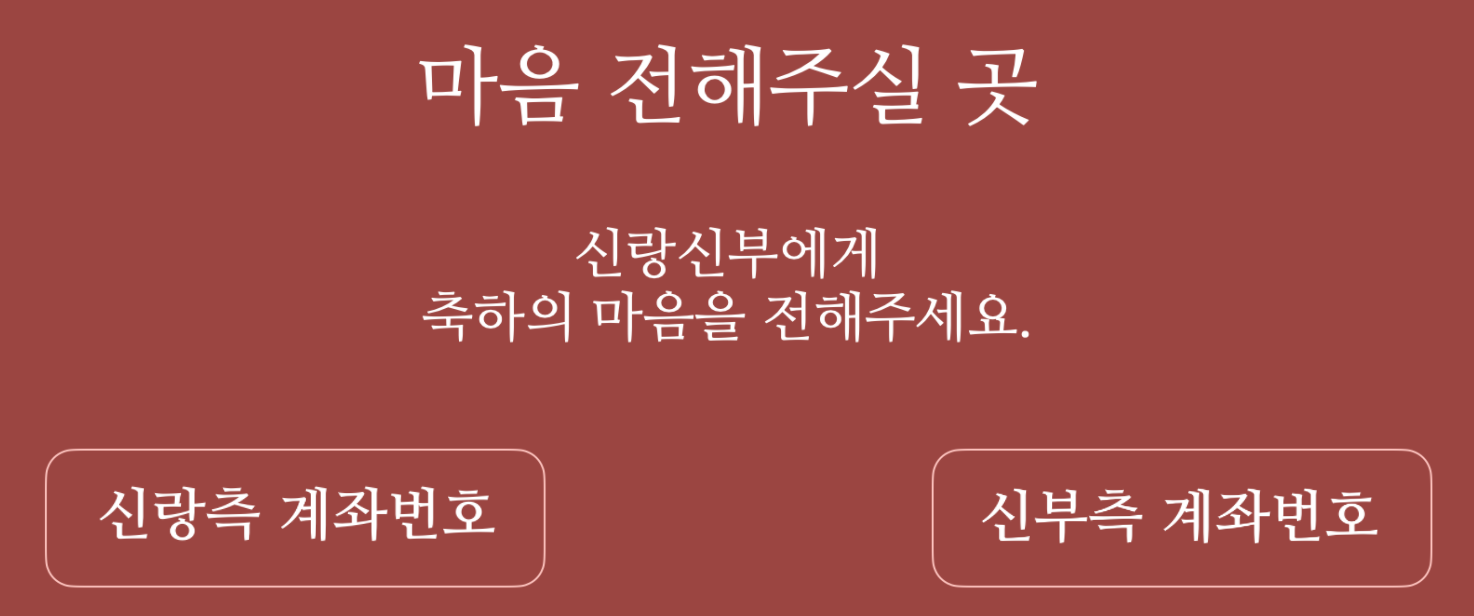 마음 전해주실 곳
신랑신부에게
축하의 마음을 전해주세요.
신랑측 계좌번호
신부측 계좌번호